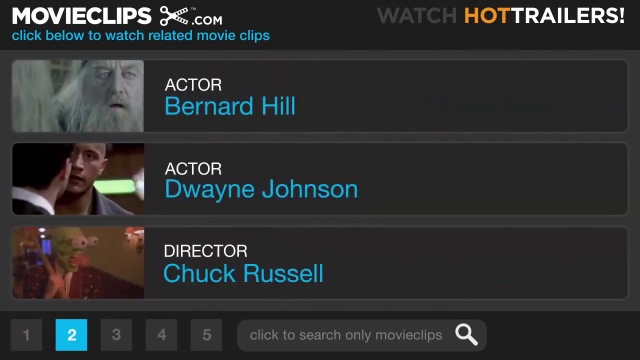 MOVIECLIPS .COM
WATCH HOTTRAILERS!
click below to watch related movie clips
ACTOR
Bernard Hill
ACTOR
Dwayne Johnson
DIRECTOR
Chuck Russell
1 2 3 4 5 click to search only movieclips